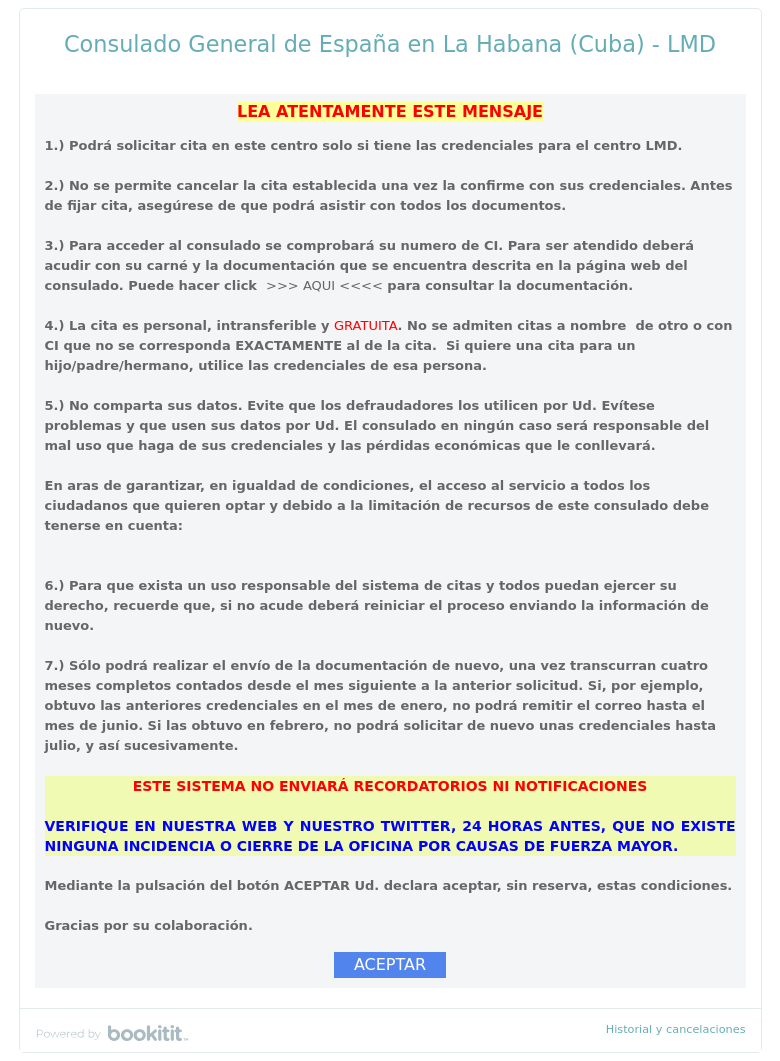 Consulado General de España en La Habana (Cuba) - LMD
LEA ATENTAMENTE ESTE MENSAJE
1.) Podrá solicitar cita en este centro solo si tiene las credenciales para el centro LMD.
2.) No se permite cancelar la cita establecida una vez la confirme con sus credenciales. Antes
de fijar cita, asegúrese de que podrá asistir con todos los documentos.
3.) Para acceder al consulado se comprobará su numero de CI. Para ser atendido deberá
acudir con su carné y la documentación que se encuentra descrita en la página web del
consulado. Puede hacer click  >>> AQUI <<<< para consultar la documentación.
4.) La cita es personal, intransferible y GRATUITA. No se admiten citas a nombre  de otro o con
CI que no se corresponda EXACTAMENTE al de la cita.  Si quiere una cita para un
hijo/padre/hermano, utilice las credenciales de esa persona.
5.) No comparta sus datos. Evite que los defraudadores los utilicen por Ud. Evítese
problemas y que usen sus datos por Ud. El consulado en ningún caso será responsable del
mal uso que haga de sus credenciales y las pérdidas económicas que le conllevará.
En aras de garantizar, en igualdad de condiciones, el acceso al servicio a todos los
ciudadanos que quieren optar y debido a la limitación de recursos de este consulado debe
tenerse en cuenta:
6.) Para que exista un uso responsable del sistema de citas y todos puedan ejercer su
derecho, recuerde que, si no acude deberá reiniciar el proceso enviando la información de
nuevo.
7.) Sólo podrá realizar el envío de la documentación de nuevo, una vez transcurran cuatro
meses completos contados desde el mes siguiente a la anterior solicitud. Si, por ejemplo,
obtuvo las anteriores credenciales en el mes de enero, no podrá remitir el correo hasta el
mes de junio. Si las obtuvo en febrero, no podrá solicitar de nuevo unas credenciales hasta
julio, y así sucesivamente.
ESTE SISTEMA NO ENVIARÁ RECORDATORIOS NI NOTIFICACIONES
VERIFIQUE EN NUESTRA WEB Y NUESTRO TWITTER, 24 HORAS ANTES, QUE NO EXISTE
NINGUNA INCIDENCIA O CIERRE DE LA OFICINA POR CAUSAS DE FUERZA MAYOR.
Mediante la pulsación del botón ACEPTAR Ud. declara aceptar, sin reserva, estas condiciones.
Gracias por su colaboración.
ACEPTAR
Powered by bookitit™
Historial y cancelaciones